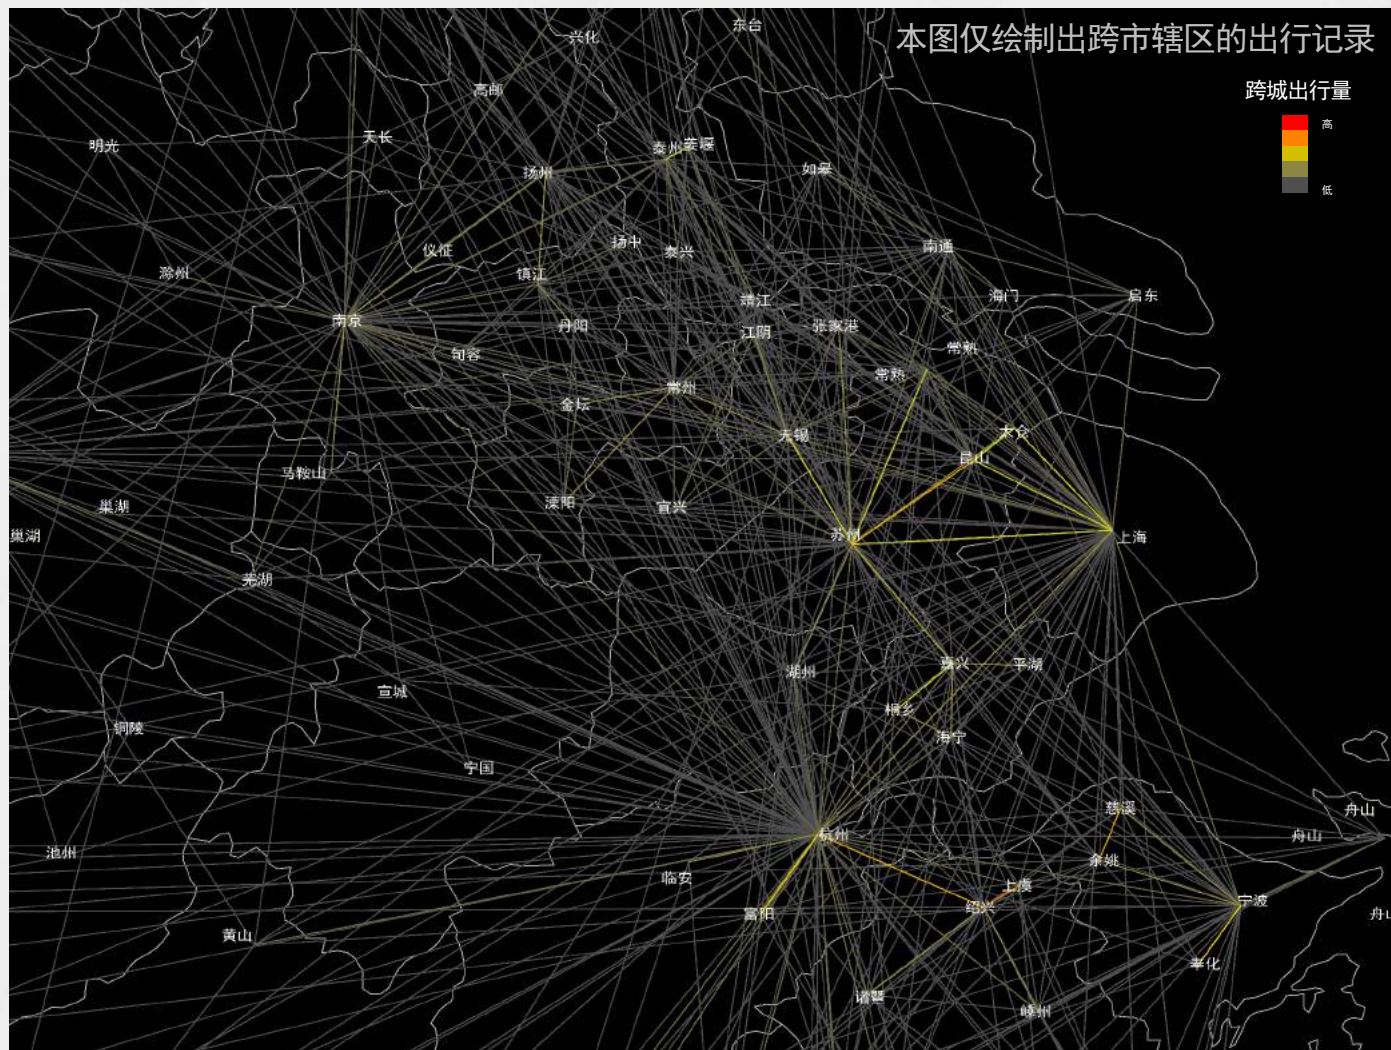 本图仅绘制出跨市辖区的出行记录
跨城出行量
高
低
东台
兴化
高邮
天长
明光
泰州
姜堰
扬州
如皋
仪征
扬中
泰兴
南通
滁州
镇江
靖江
海门
启东
南京
丹阳
江阴
张家港
句容
常熟
常熟
常州
金坛
无锡
太仓
昆山
马鞍山
溧阳
宜兴
巢湖
巢湖
苏州
上海
芜湖
湖州
嘉兴
平湖
宣城
桐乡
铜陵
海宁
宁国
慈溪
舟山
杭州
舟山
池州
余姚
临安
上虞
富阳
绍兴
宁波
舟山
黄山
奉化
诸暨
嵊州